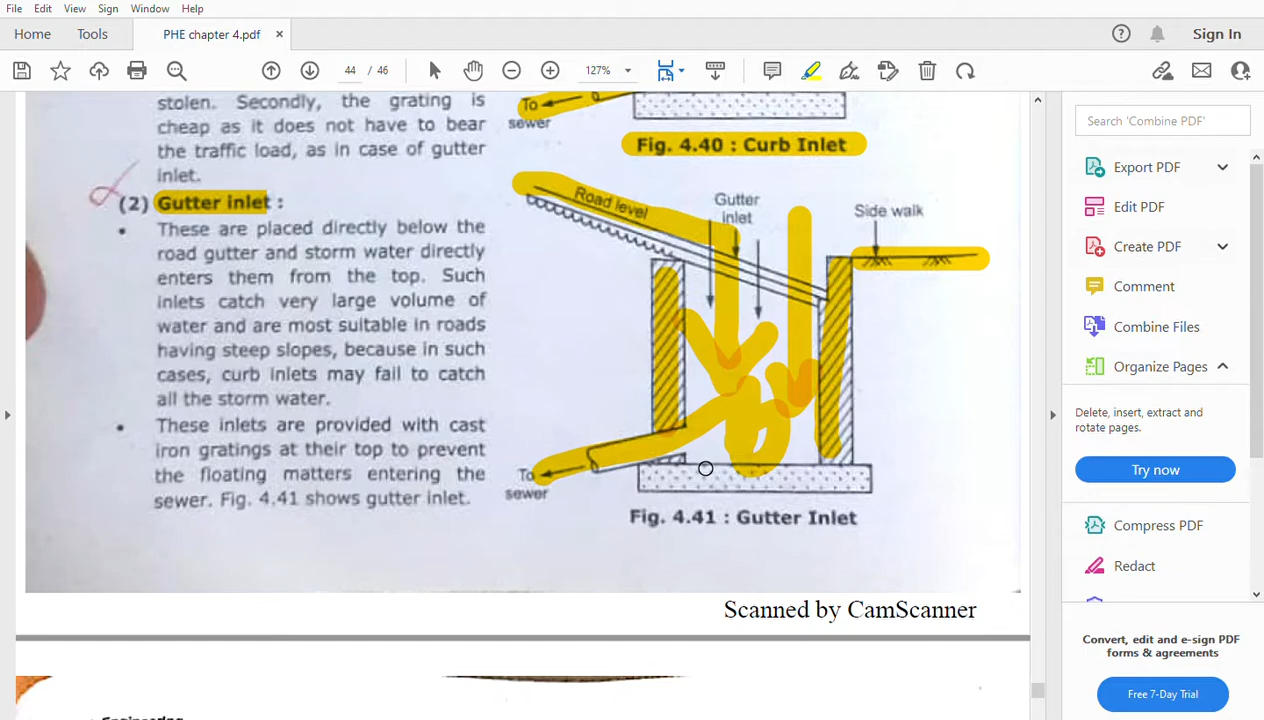 File Edit View Sign Window Help
Home Tools PHE chapter 4.pdf × Sign In
44 / 46 127%
stolen. Secondly, the grating is
cheap as it does not have to bear
the traffic load, as in case of gutter
inlet.
(2) Gutter inlet :
• These are placed directly below the
road gutter and storm water directly
enters them from the top. Such
inlets catch very large volume of
water and are most suitable in roads
having steep slopes, because in such
cases, curb inlets may fail to catch
all the storm water.
• These inlets are provided with cast
iron gratings at their top to prevent
the floating matters entering the
sewer. Fig. 4.41 shows gutter inlet.
To
sewer
Fig. 4.40 : Curb Inlet
Road level
Gutter
inlet
Side walk
To
sewer
Fig. 4.41 : Gutter Inlet
Scanned by CamScanner
Engineering
Search 'Combine PDF'
Export PDF
Edit PDF
Create PDF
Comment
Combine Files
Organize Pages
Delete, insert, extract and
rotate pages.
Try now
Compress PDF
Redact
Convert, edit and e-sign PDF
forms & agreements
Free 7-Day Trial